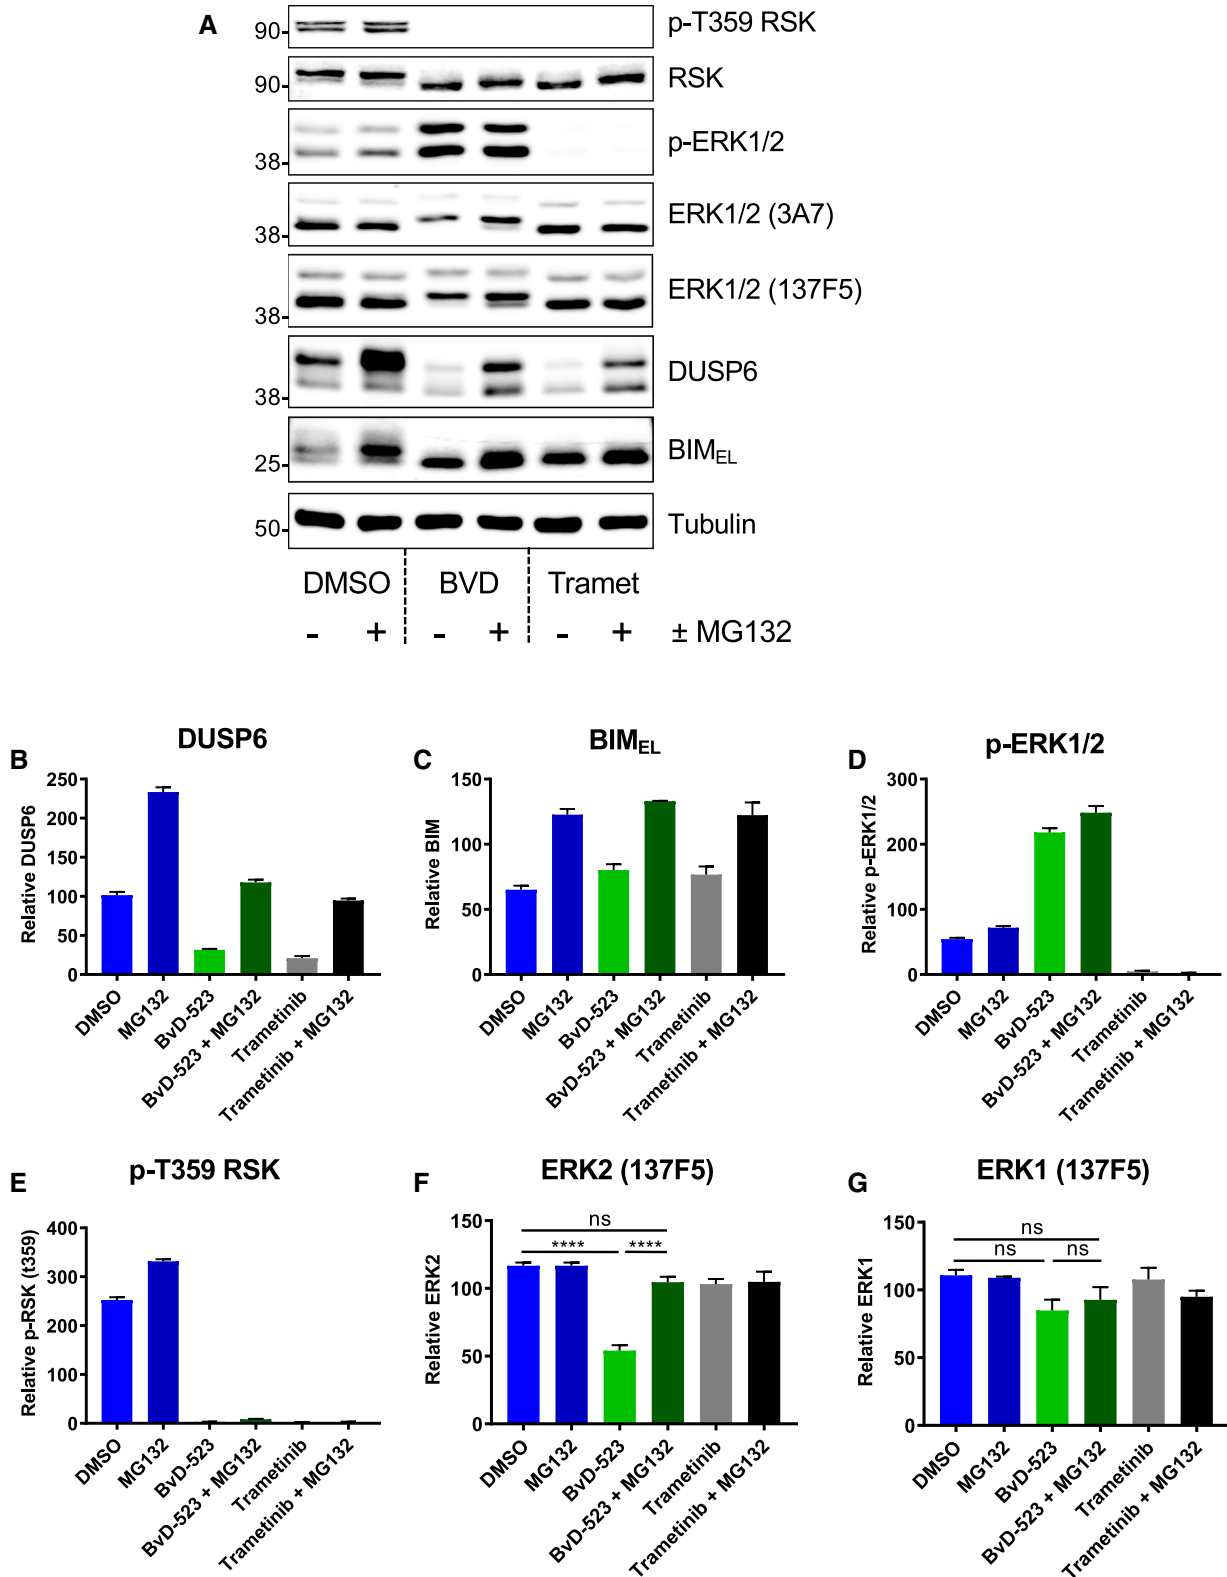 A
90 p-T359 RSK
90 RSK
38 p-ERK1/2
38 ERK1/2 (3A7)
38 ERK1/2 (137F5)
38 DUSP6
25 BIM_EL
50 Tubulin
DMSO BVD Tramet
- + - + - + ± MG132
B
DUSP6
Relative DUSP6
250
200
150
100
50
0
DMSO
MG132
BvD-523
BvD-523 + MG132
Trametinib
Trametinib + MG132
C
BIM_EL
Relative BIM
150
100
50
0
DMSO
MG132
BvD-523
BvD-523 + MG132
Trametinib
Trametinib + MG132
D
p-ERK1/2
Relative p-ERK1/2
300
200
100
0
DMSO
MG132
BvD-523
BvD-523 + MG132
Trametinib
Trametinib + MG132
E
p-T359 RSK
Relative p-RSK (t359)
400
300
200
100
0
DMSO
MG132
BvD-523
BvD-523 + MG132
Trametinib
Trametinib + MG132
F
ERK2 (137F5)
Relative ERK2
150
100
50
0
ns
**** ****
DMSO
MG132
BvD-523
BvD-523 + MG132
Trametinib
Trametinib + MG132
G
ERK1 (137F5)
Relative ERK1
150
100
50
0
ns
ns ns
DMSO
MG132
BvD-523
BvD-523 + MG132
Trametinib
Trametinib + MG132